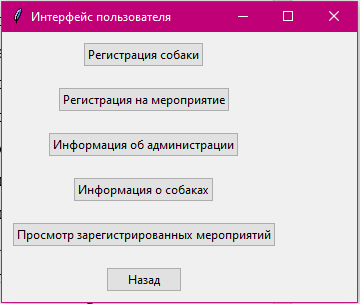 Интерфейс пользователя
Регистрация собаки
Регистрация на мероприятие
Информация об администрации
Информация о собаках
Просмотр зарегистрированных мероприятий
Назад